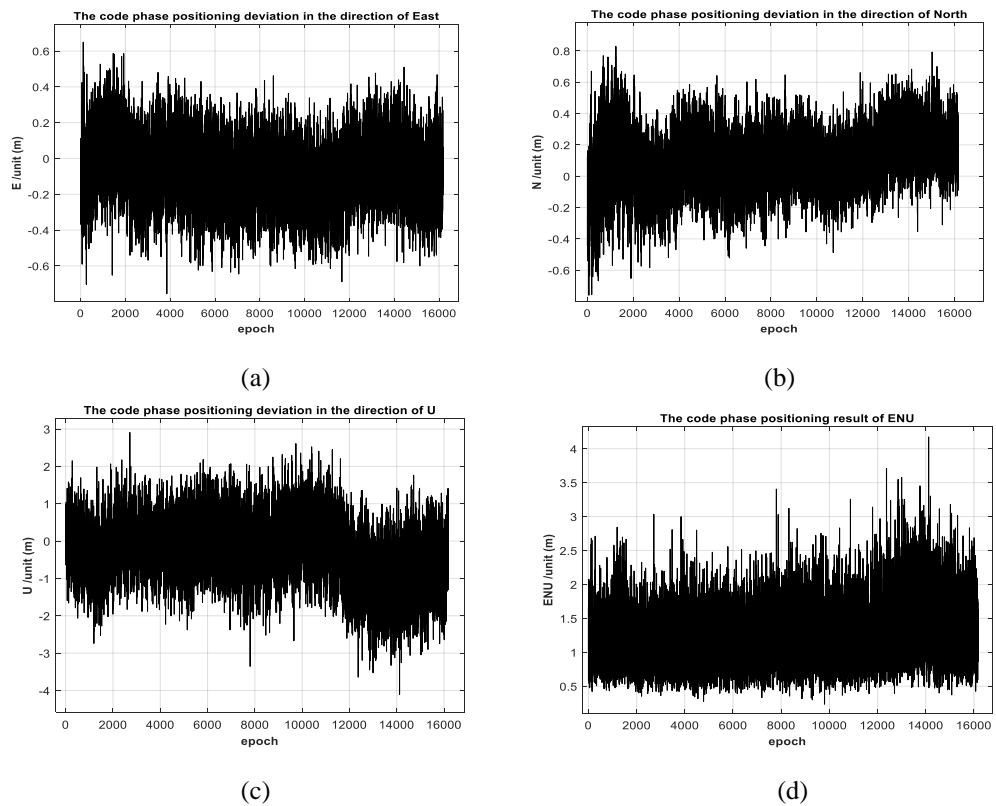 The code phase positioning deviation in the direction of East
E /unit (m)
0.6
0.4
0.2
0
-0.2
-0.4
-0.6
0 2000 4000 6000 8000 10000 12000 14000 16000
epoch
(a)
The code phase positioning deviation in the direction of North
N /unit (m)
0.8
0.6
0.4
0.2
0
-0.2
-0.4
-0.6
0 2000 4000 6000 8000 10000 12000 14000 16000
epoch
(b)
The code phase positioning deviation in the direction of U
U /unit (m)
3
2
1
0
-1
-2
-3
-4
0 2000 4000 6000 8000 10000 12000 14000 16000
epoch
(c)
The code phase positioning result of ENU
ENU /unit (m)
4
3.5
3
2.5
2
1.5
1
0.5
0 2000 4000 6000 8000 10000 12000 14000 16000
epoch
(d)